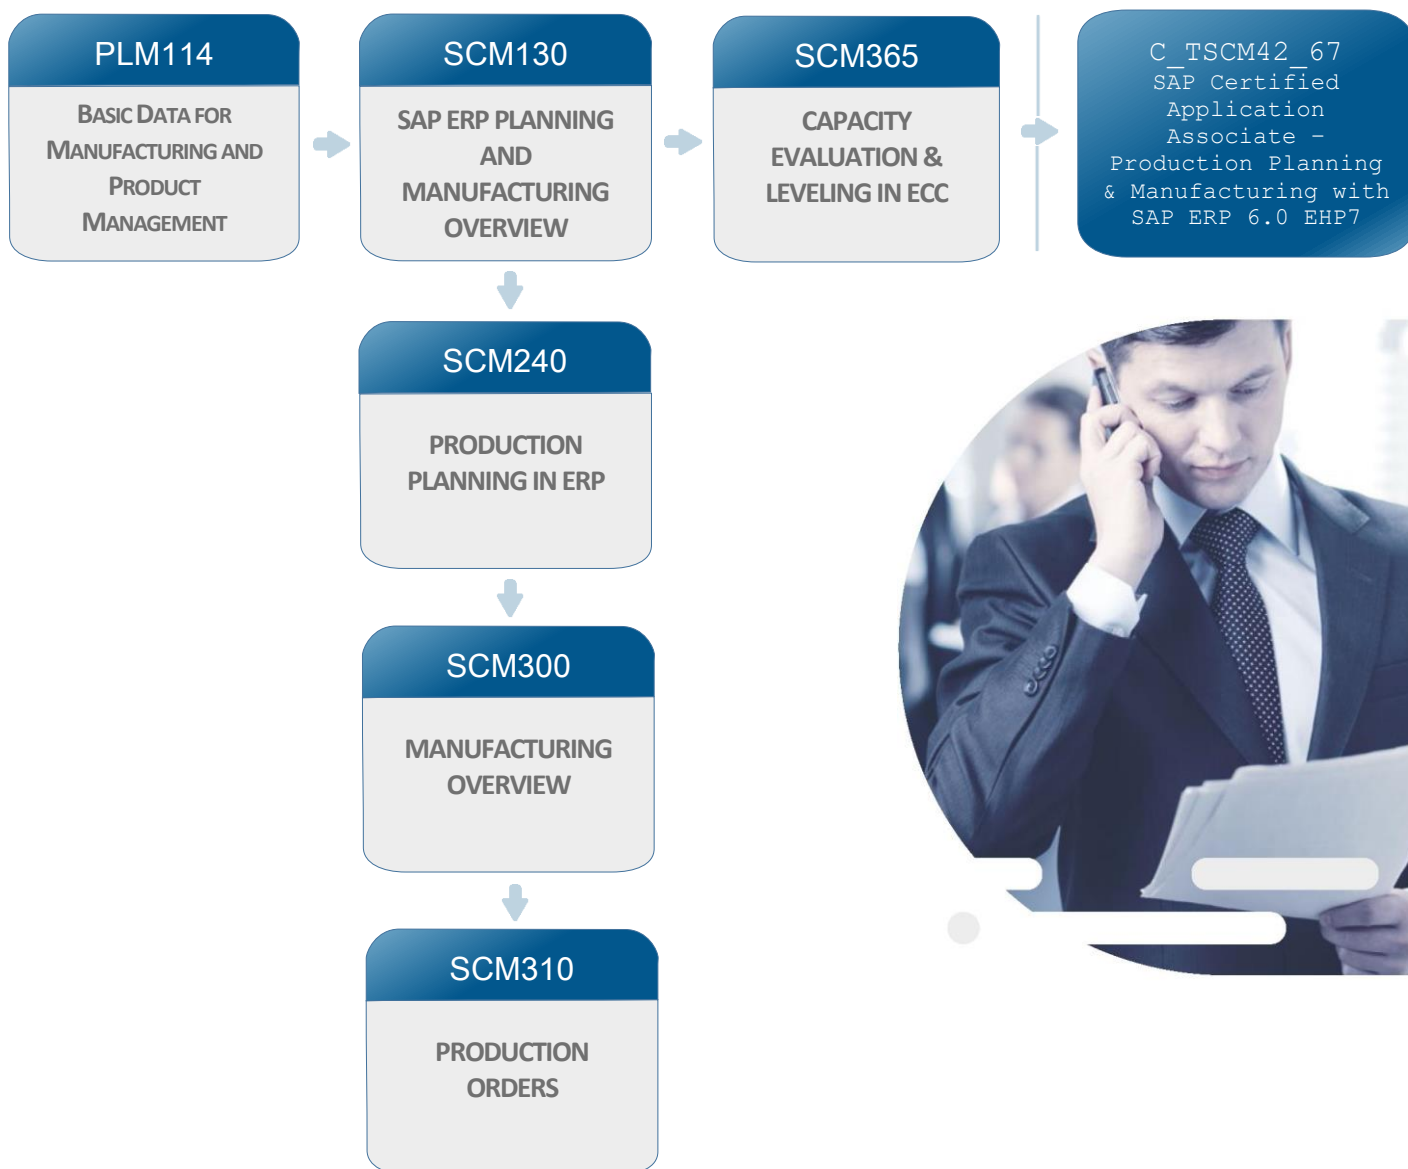 PLM114
BASIC DATA FOR
MANUFACTURING AND
PRODUCT
MANAGEMENT
SCM130
SAP ERP PLANNING
AND
MANUFACTURING
OVERVIEW
SCM365
CAPACITY
EVALUATION &
LEVELING IN ECC
C_TSCM42_67
SAP Certified
Application
Associate –
Production Planning
& Manufacturing with
SAP ERP 6.0 EHP7
SCM240
PRODUCTION
PLANNING IN ERP
SCM300
MANUFACTURING
OVERVIEW
SCM310
PRODUCTION
ORDERS